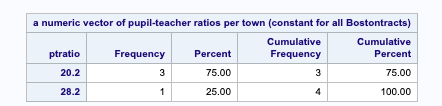 a numeric vector of pupil-teacher ratios per town (constant for all Bostontracts)
ptratio Frequency Percent Cumulative Frequency Cumulative Percent
20.2 3 75.00 3 75.00
28.2 1 25.00 4 100.00